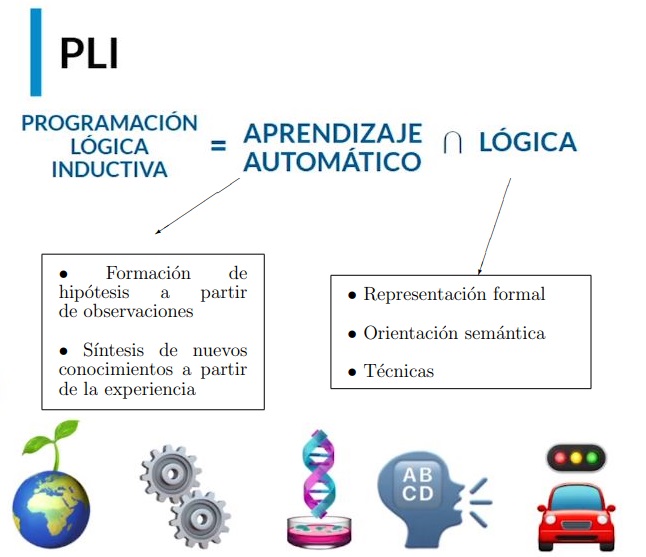 PLI
PROGRAMACIÓN
LÓGICA
INDUCTIVA
=
APRENDIZAJE
AUTOMÁTICO
∩
LÓGICA
• Formación de
hipótesis a partir
de observaciones
• Síntesis de nuevos
conocimientos a partir
de la experiencia
• Representación formal
• Orientación semántica
• Técnicas
AB
CD